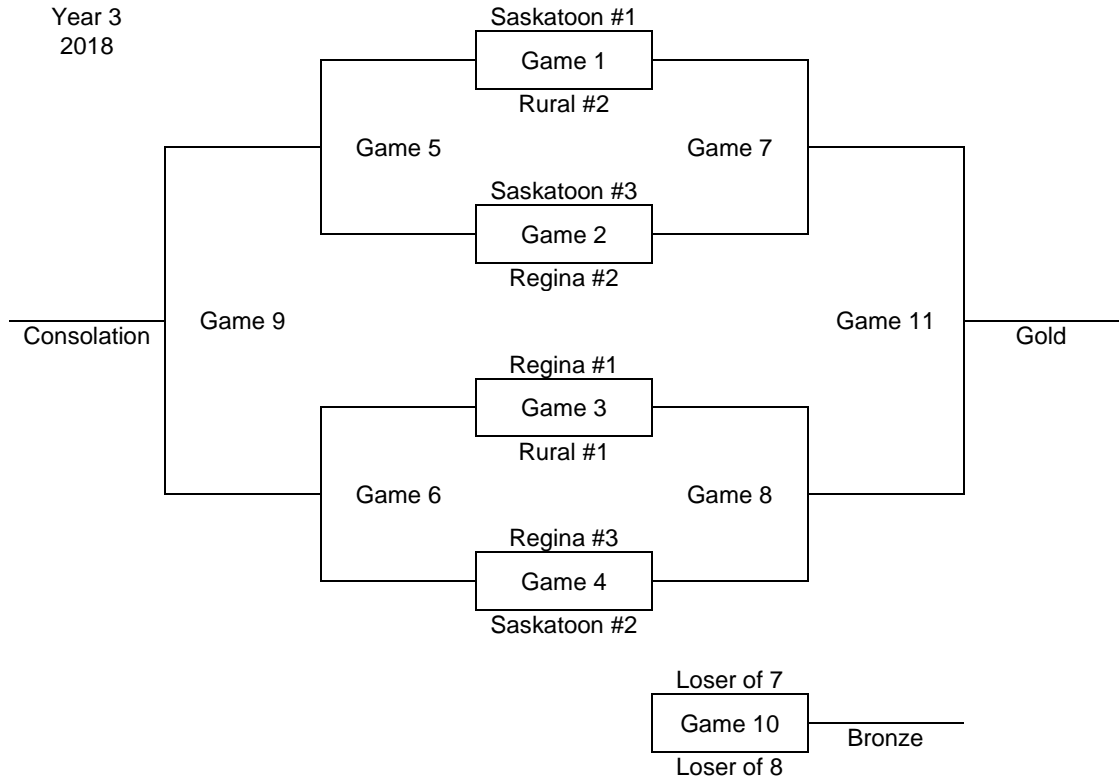 Year 3
2018
Saskatoon #1
Game 1
Rural #2
Game 5
Game 7
Saskatoon #3
Game 2
Regina #2
Game 9
Game 11
Consolation
Gold
Regina #1
Game 3
Rural #1
Game 6
Game 8
Regina #3
Game 4
Saskatoon #2
Loser of 7
Game 10
Bronze
Loser of 8